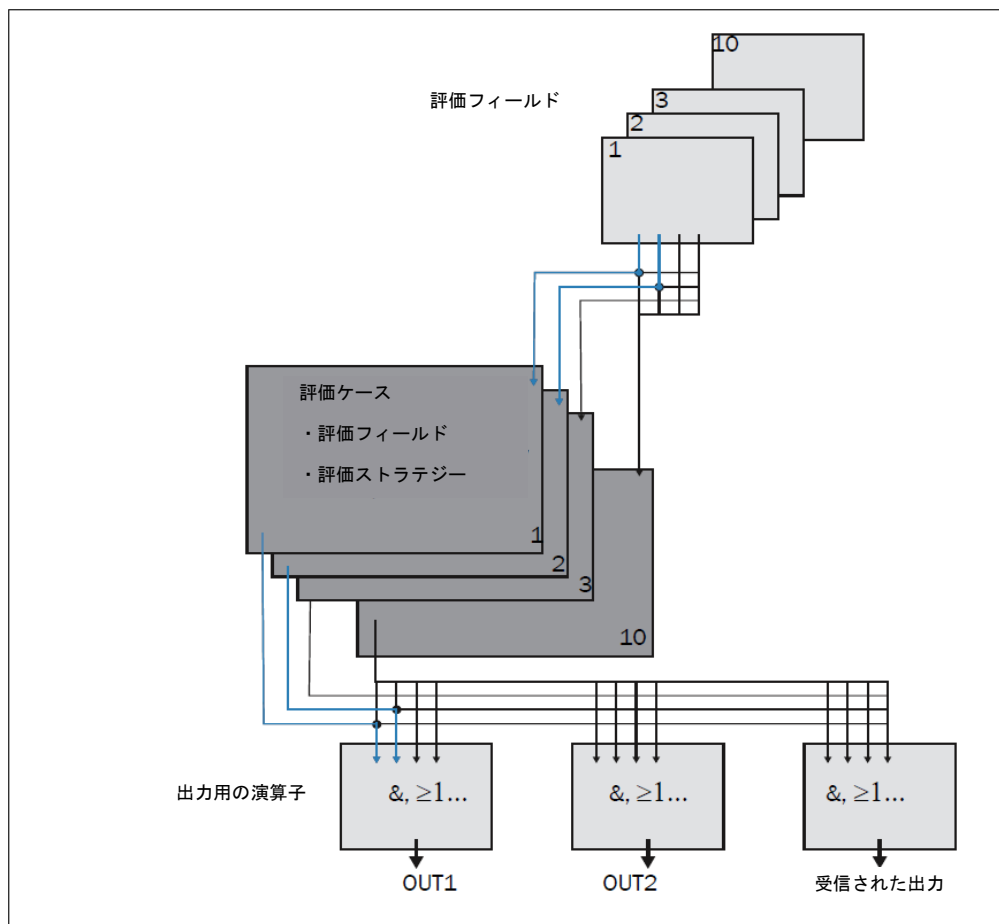 10
評価フィールド
3
2
1
評価ケース
・評価フィールド
・評価ストラテジー
1
2
3
10
出力用の演算子
&, ≥1...
&, ≥1...
&, ≥1...
OUT1
OUT2
受信された出力